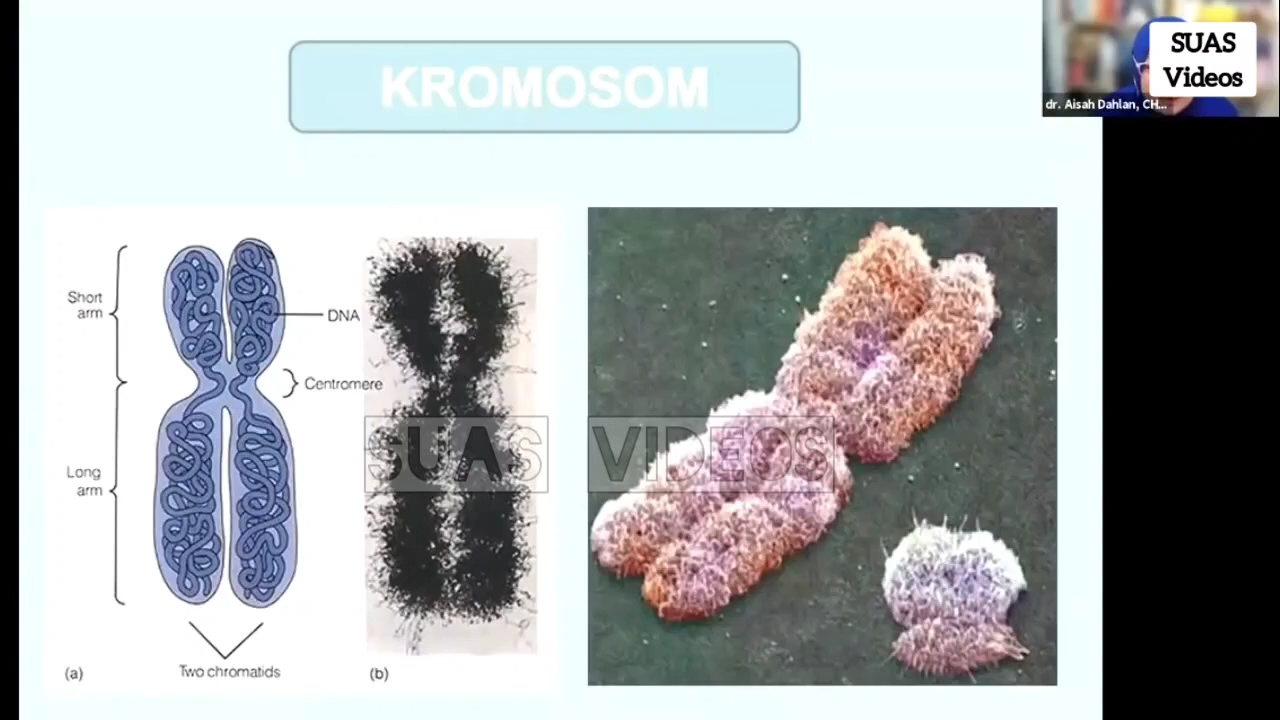 KROMOSOM
SUAS
Videos
dr. Aisah Dahlan, CH...
Short
arm
DNA
Centromere
Long
arm
SUAS VIDEOS
Two chromatids
(a)
(b)